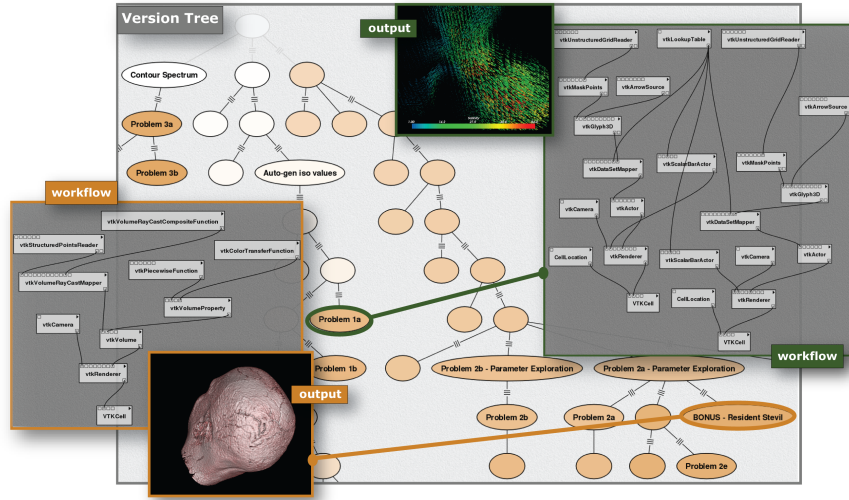 Version Tree
output
vtkUnstructuredGridReader
vtkLookupTable
vtkUnstructuredGridReader
Contour Spectrum
vtkMaskPoints
vtkArrowSource
vtkArrowSource
Problem 3a
vtkGlyph3D
vtkDataSetMapper
vtkScalarBarActor
vtkMaskPoints
Problem 3b
Auto-gen iso values
vtkGlyph3D
workflow
vtkCamera
vtkActor
vtkDataSetMapper
vtkVolumeRayCastCompositeFunction
vtkStructuredPointsReader
vtkColorTransferFunction
CellLocation
vtkRenderer
vtkScalarBarActor
vtkCamera
vtkActor
vtkPiecewiseFunction
vtkVolumeRayCastMapper
vtkVolumeProperty
VTKCell
CellLocation
vtkRenderer
vtkCamera
vtkVolume
Problem 1a
VTKCell
workflow
vtkRenderer
Problem 1b
Problem 2b - Parameter Exploration
Problem 2a - Parameter Exploration
output
VTKCell
Problem 2b
Problem 2a
BONUS - Resident Stevil
Problem 2e